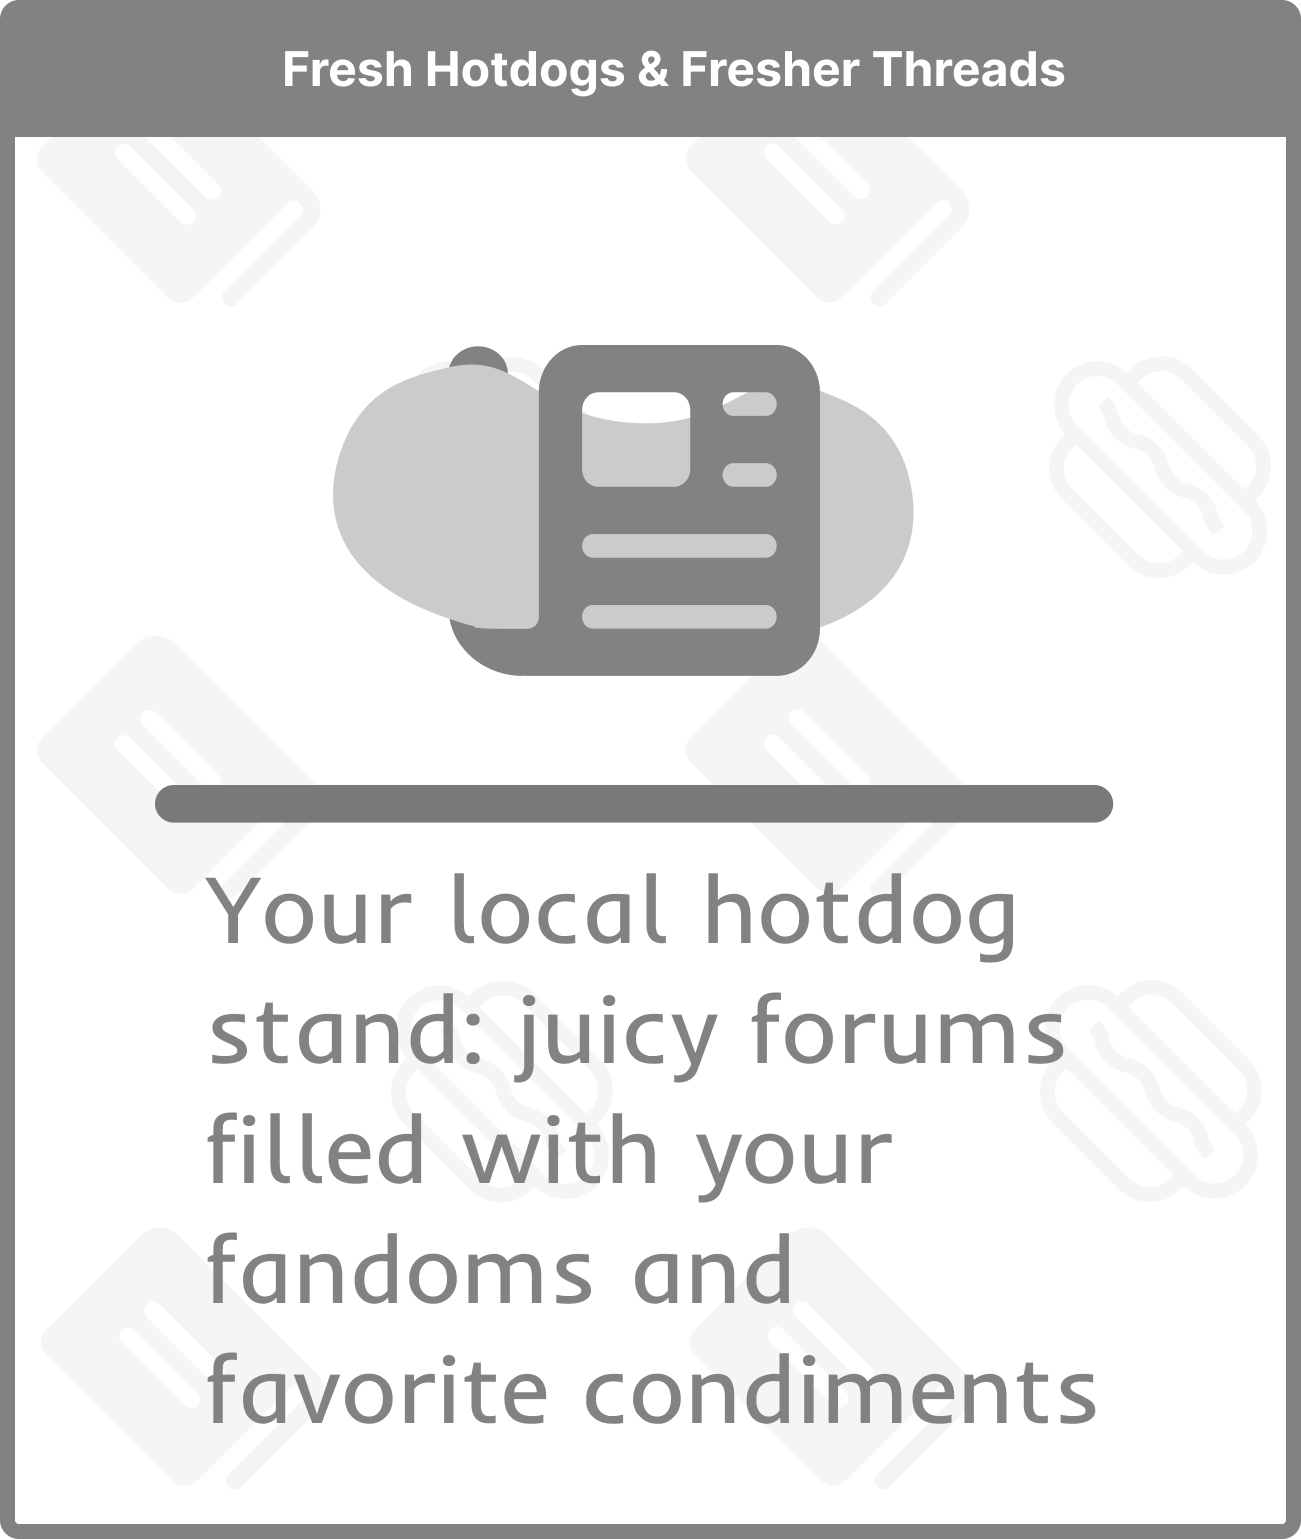 Fresh Hotdogs & Fresher Threads
Your local hotdog
stand: juicy forums
filled with your
fandoms and
favorite condiments